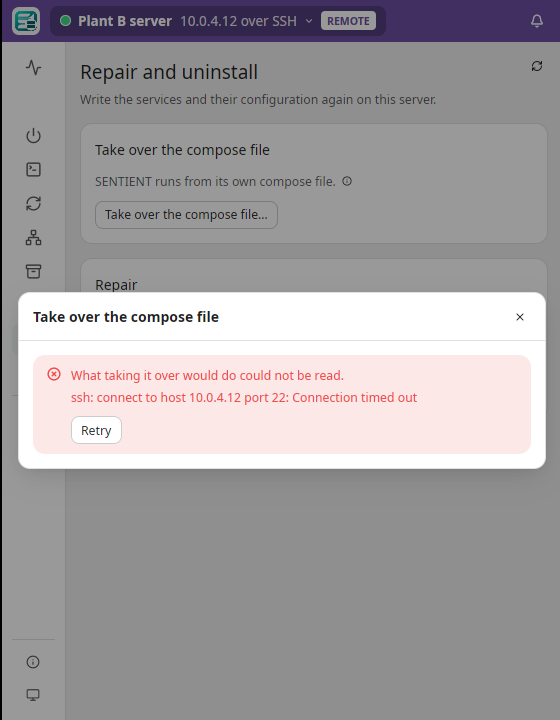 Plant B server 10.0.4.12 over SSH REMOTE
Repair and uninstall
Write the services and their configuration again on this server.
Take over the compose file
SENTIENT runs from its own compose file.
Take over the compose file...
Repair
Take over the compose file
What taking it over would do could not be read.
ssh: connect to host 10.0.4.12 port 22: Connection timed out
Retry